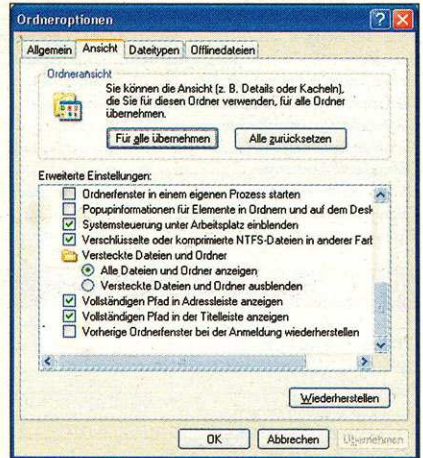 Ordneroptionen
Allgemein Ansicht Dateitypen Offlinedateien
Ordneransicht
Sie können die Ansicht (z. B. Details oder Kacheln),
die Sie für diesen Ordner verwenden, für alle Ordner
übernehmen.
Für alle übernehmen Alle zurücksetzen
Erweiterte Einstellungen:
Ordnerfenster in einem eigenen Prozess starten
Popupinformationen für Elemente in Ordnern und auf dem Desk
Systemsteuerung unter Arbeitsplatz einblenden
Verschlüsselte oder komprimierte NTFS-Dateien in anderer Farb
Versteckte Dateien und Ordner
Alle Dateien und Ordner anzeigen
Versteckte Dateien und Ordner ausblenden
Vollständigen Pfad in Adressleiste anzeigen
Vollständigen Pfad in der Titelleiste anzeigen
Vorherige Ordnerfenster bei der Anmeldung wiederherstellen
Wiederherstellen
OK Abbrechen Übernehmen